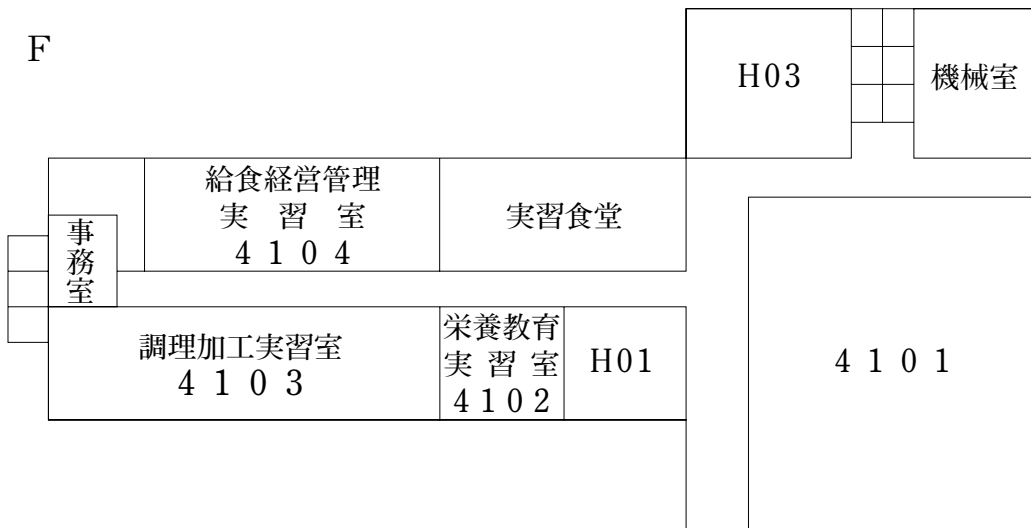 F
H03
機械室
給食経営管理
実習室
4104
実習食堂
事務室
調理加工実習室
4103
栄養教育
実習室
4102
H01
4101